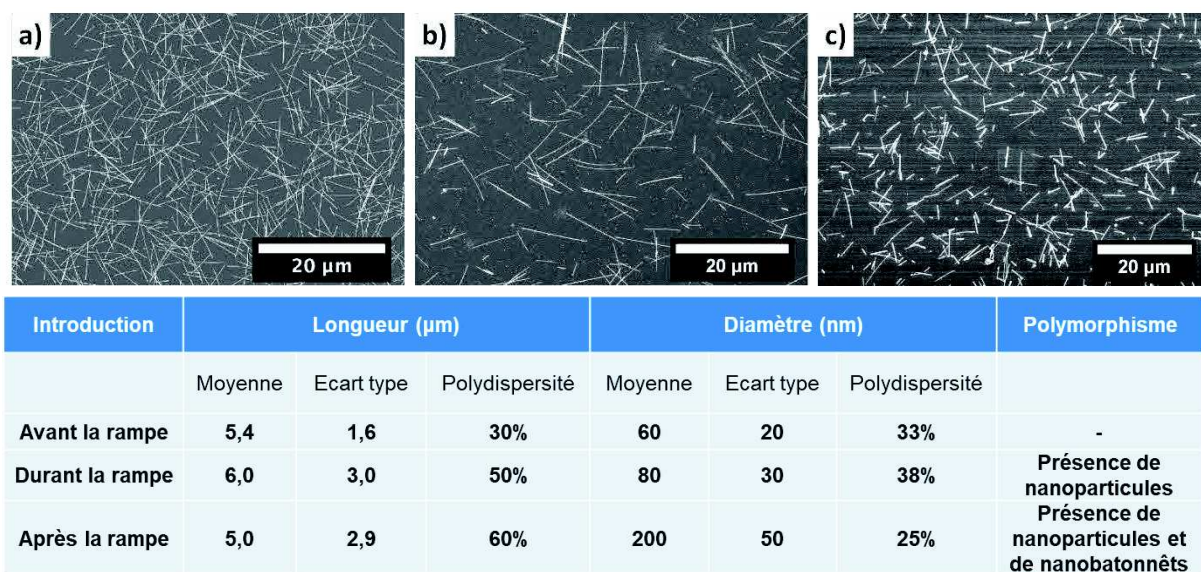 a) b) c)
20 µm 20 µm 20 µm
Introduction Longueur (µm) Diamètre (nm) Polymorphisme
Moyenne Ecart type Polydispersité Moyenne Ecart type Polydispersité
Avant la rampe 5,4 1,6 30% 60 20 33% -
Durant la rampe 6,0 3,0 50% 80 30 38% Présence de
nanoparticules
Après la rampe 5,0 2,9 60% 200 50 25% Présence de
nanoparticules et
de nanobatonnêts